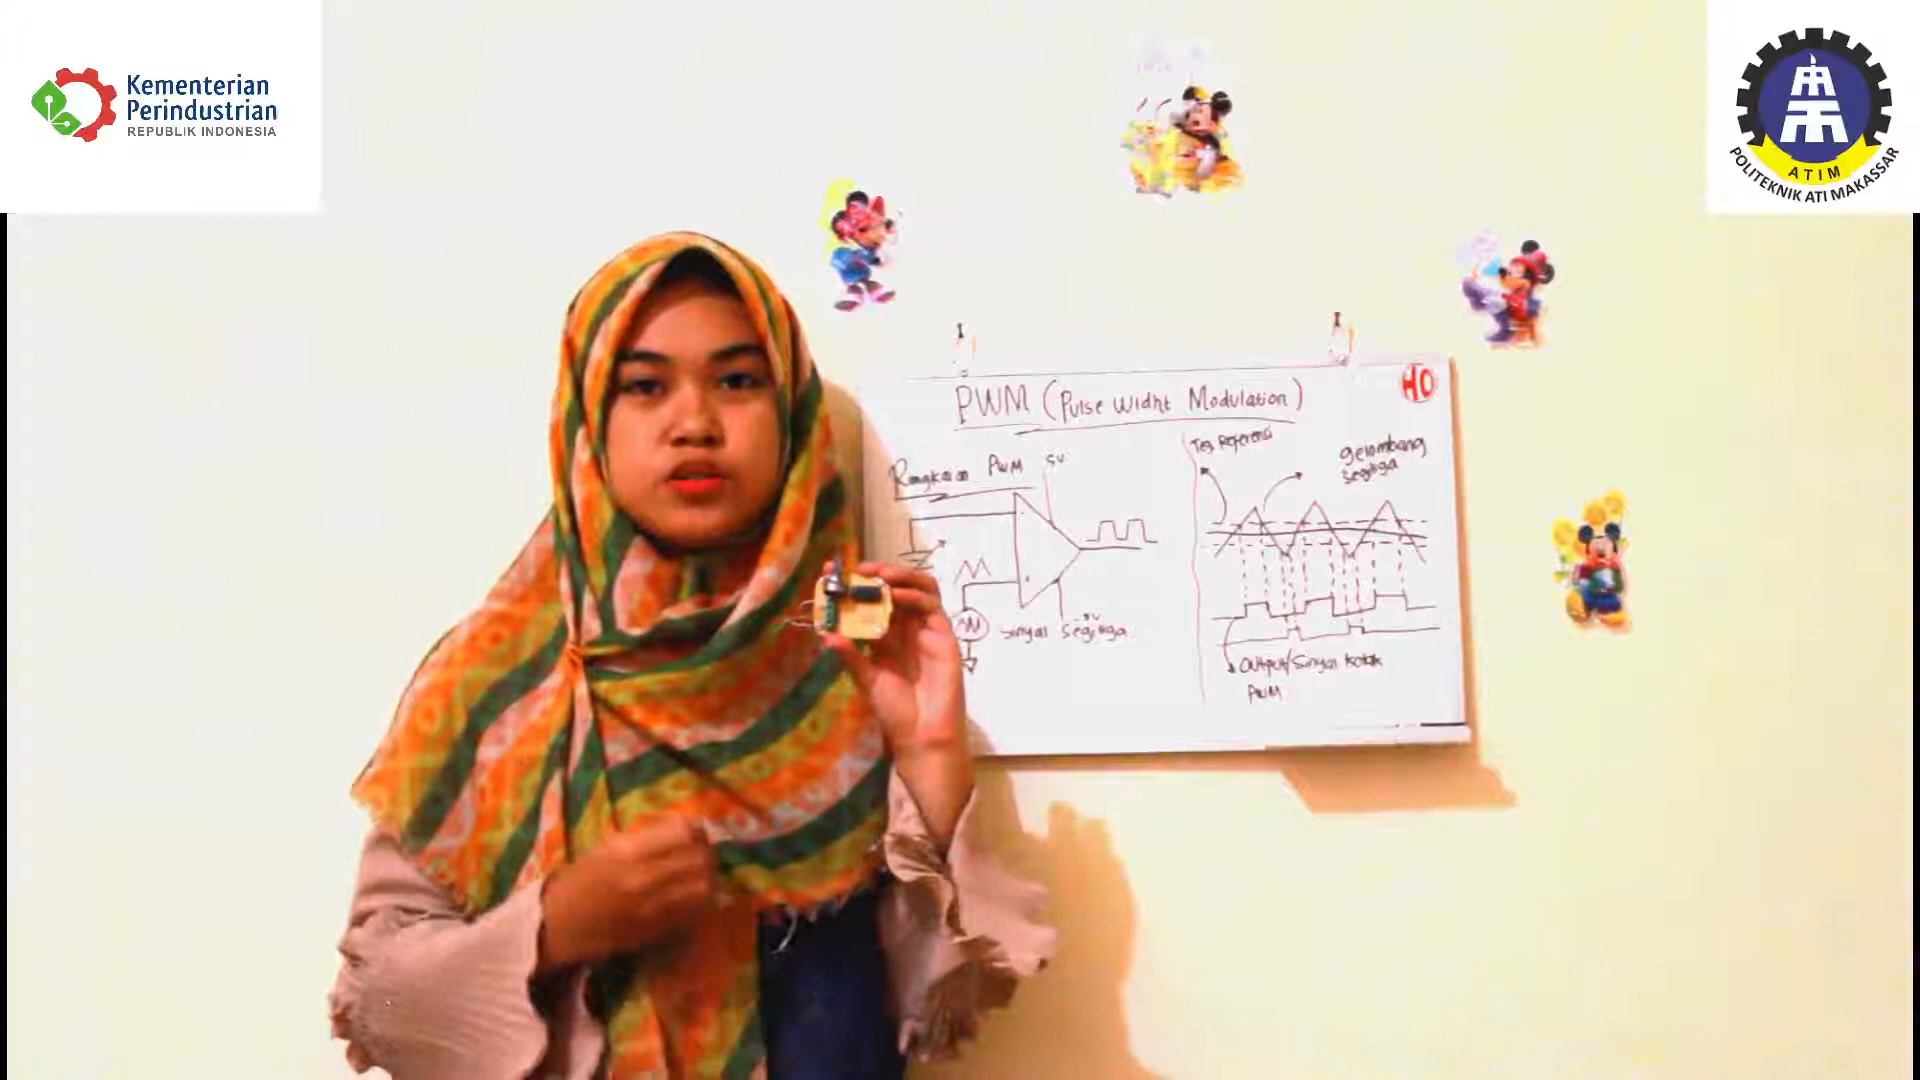 Kementerian
Perindustrian
REPUBLIK INDONESIA
ATIM
POLITEKNIK ATI MAKASSAR
HO
PWM (Pulse Widht Modulation)
Rangkaian PWM
5V
Teg Referensi
gelombang
segitiga
-5V
Sinyal Segitiga
Output/Sinyal Kotak
PWM